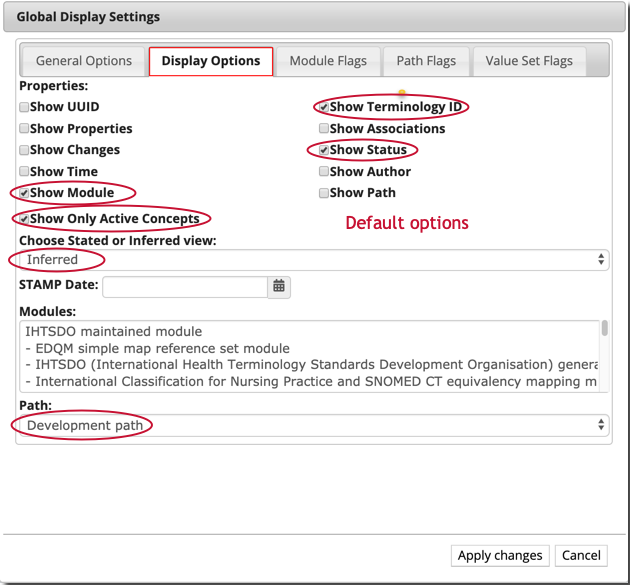 Global Display Settings
General Options Display Options Module Flags Path Flags Value Set Flags
Properties:
Show UUID Show Terminology ID
Show Properties Show Associations
Show Changes Show Status
Show Time Show Author
Show Module Show Path
Show Only Active Concepts
Default options
Choose Stated or Inferred view:
Inferred
STAMP Date:
Modules:
IHTSDO maintained module
- EDQM simple map reference set module
- IHTSDO (International Health Terminology Standards Development Organisation) genera
- International Classification for Nursing Practice and SNOMED CT equivalency mapping m
Path:
Development path
Apply changes Cancel